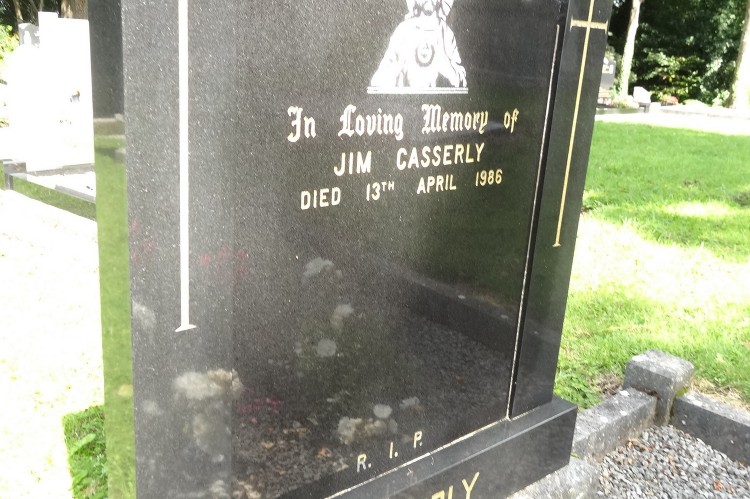 In Loving Memory of
JIM CASSERLY
DIED 13TH APRIL 1986
R. I. P.